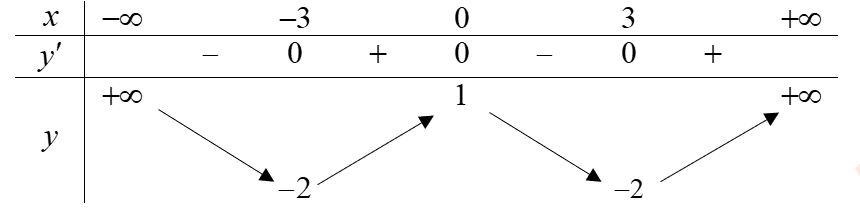 x −∞ −3 0 3 +∞
y′ − 0 + 0 − 0 +
+∞ 1 +∞
y
−2 −2